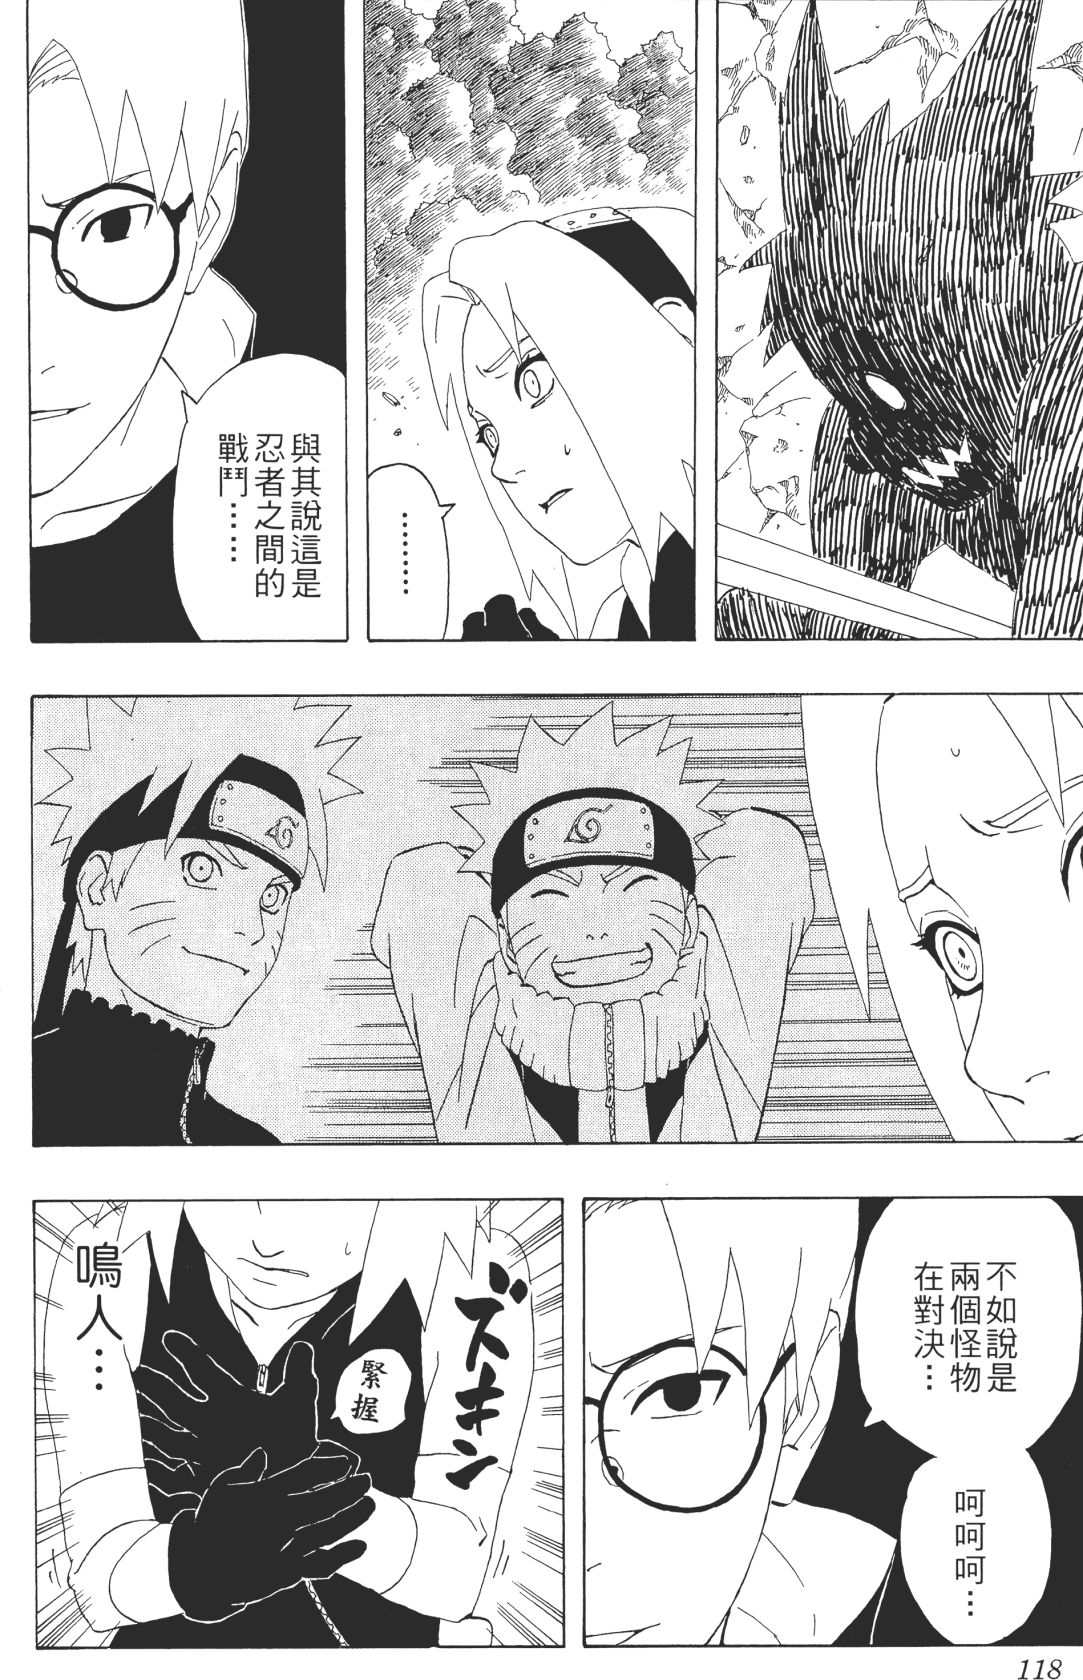 ………
與其說這是
忍者之間的
戰鬥……
不如說是
兩個怪物
在對決…
呵呵呵…
ズキン
緊握
鳴人…
118